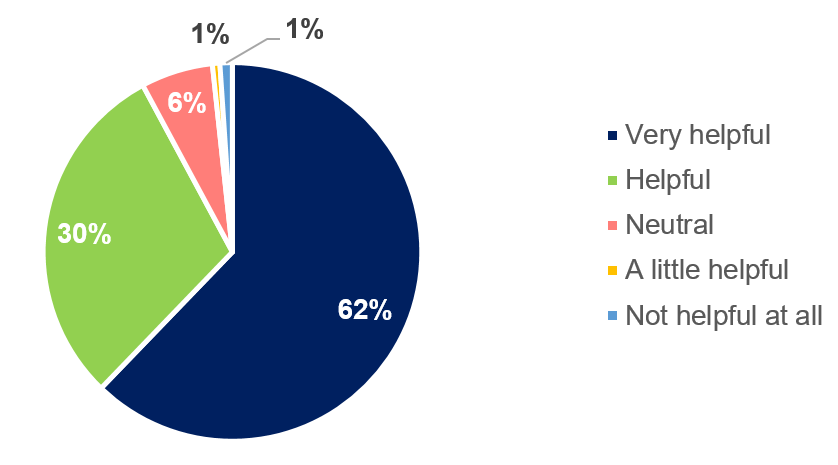 1%
1%
6%
30%
62%
Very helpful
Helpful
Neutral
A little helpful
Not helpful at all